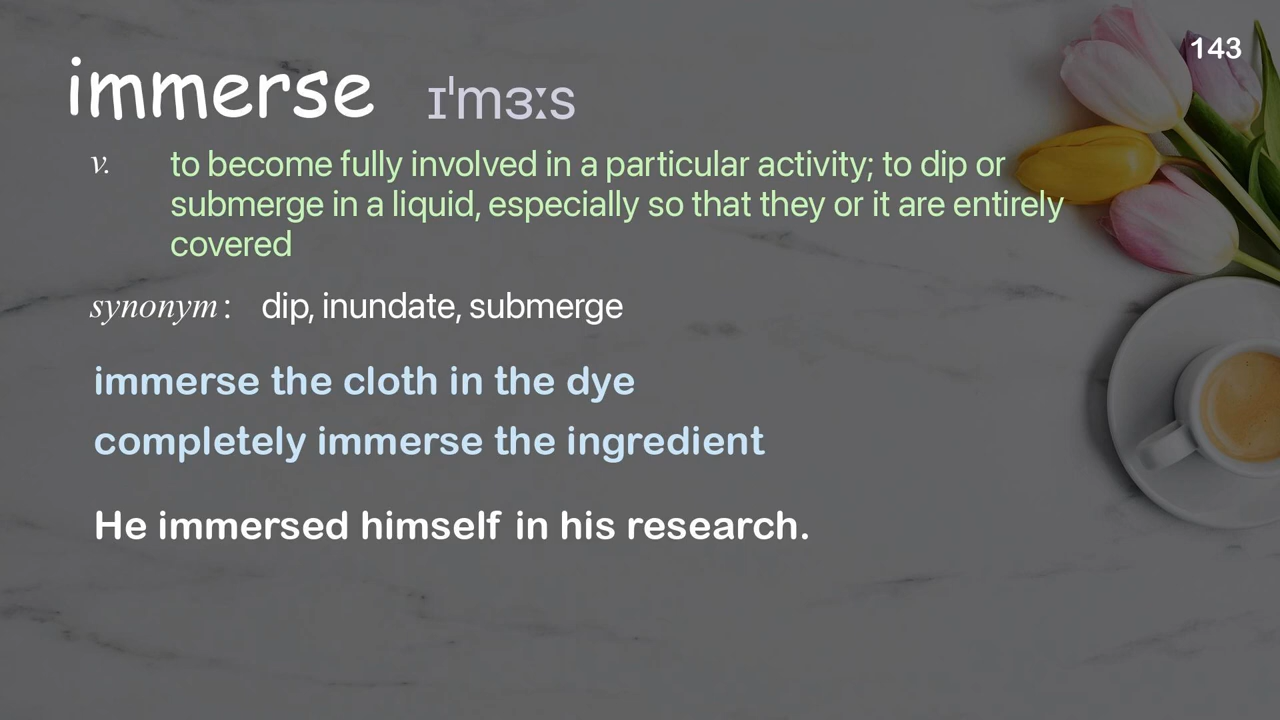 143
immerse ɪˈmɜːs
v. to become fully involved in a particular activity; to dip or
submerge in a liquid, especially so that they or it are entirely
covered
synonym : dip, inundate, submerge
immerse the cloth in the dye
completely immerse the ingredient
He immersed himself in his research.